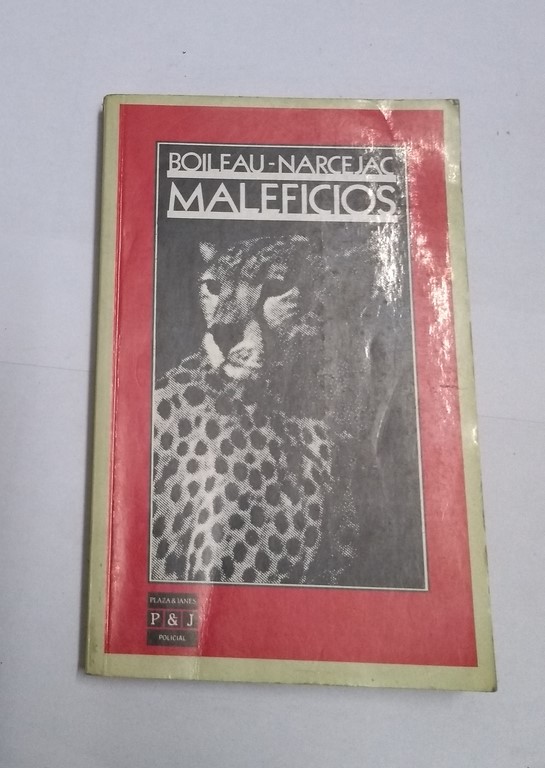 BOILEAU-NARCEJAC
MALEFICIOS
PLAZA & JANES
P & J
POLICIAL